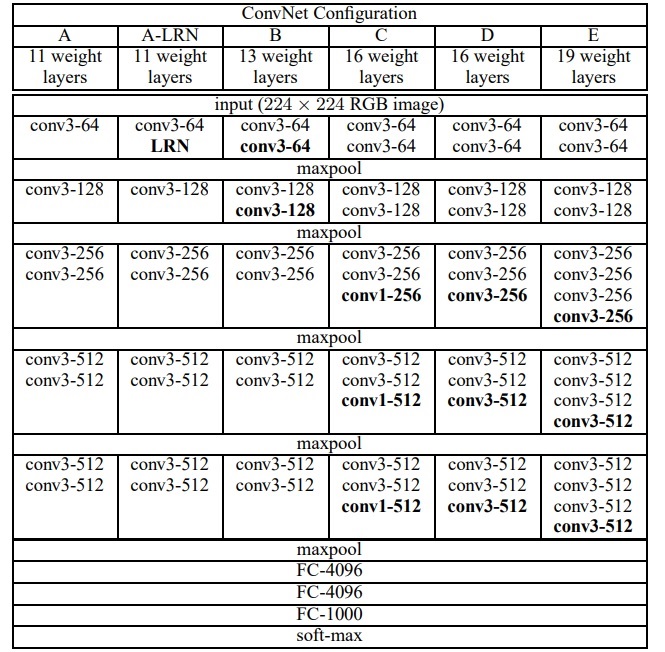 ConvNet Configuration
A A-LRN B C D E
11 weight 11 weight 13 weight 16 weight 16 weight 19 weight
layers layers layers layers layers layers
input (224 × 224 RGB image)
conv3-64 conv3-64 conv3-64 conv3-64 conv3-64 conv3-64
LRN conv3-64 conv3-64 conv3-64 conv3-64
maxpool
conv3-128 conv3-128 conv3-128 conv3-128 conv3-128 conv3-128
conv3-128 conv3-128 conv3-128 conv3-128
maxpool
conv3-256 conv3-256 conv3-256 conv3-256 conv3-256 conv3-256
conv3-256 conv3-256 conv3-256 conv3-256 conv3-256 conv3-256
conv1-256 conv3-256 conv3-256
conv3-256
maxpool
conv3-512 conv3-512 conv3-512 conv3-512 conv3-512 conv3-512
conv3-512 conv3-512 conv3-512 conv3-512 conv3-512 conv3-512
conv1-512 conv3-512 conv3-512
conv3-512
maxpool
conv3-512 conv3-512 conv3-512 conv3-512 conv3-512 conv3-512
conv3-512 conv3-512 conv3-512 conv3-512 conv3-512 conv3-512
conv1-512 conv3-512 conv3-512
conv3-512
maxpool
FC-4096
FC-4096
FC-1000
soft-max